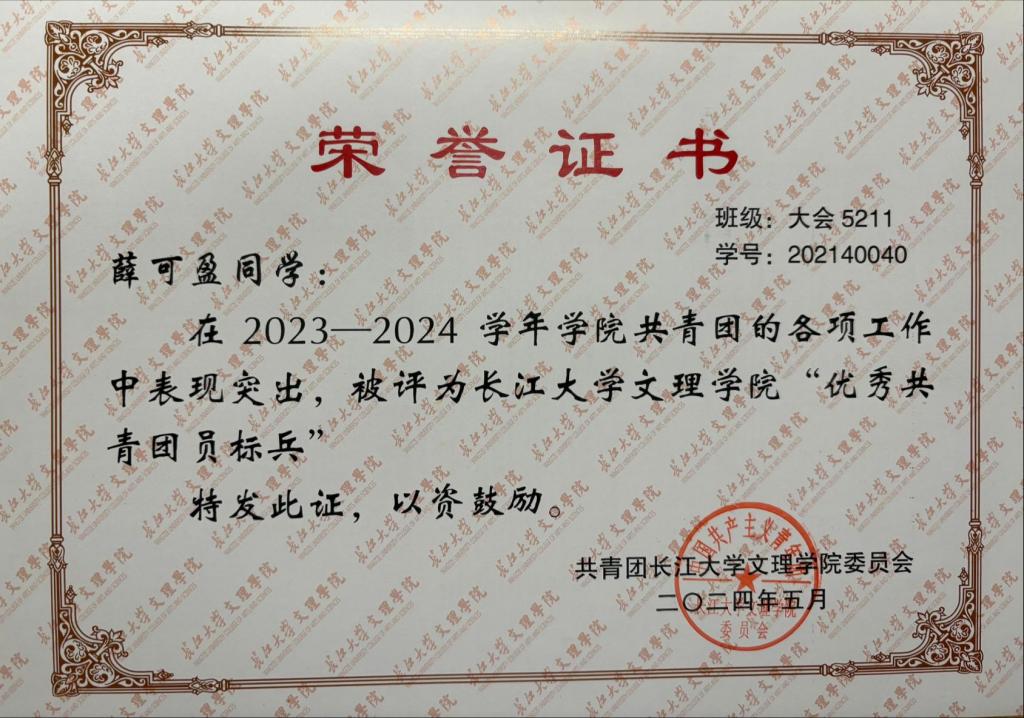 荣誉证书
班级：大会 5211
学号：202140040
薛可盈同学：
在 2023—2024 学年学院共青团的各项工作
中表现突出，被评为长江大学文理学院“优秀共
青团员标兵”
特发此证，以资鼓励。
共青团长江大学文理学院委员会
二〇二四年五月
委员会